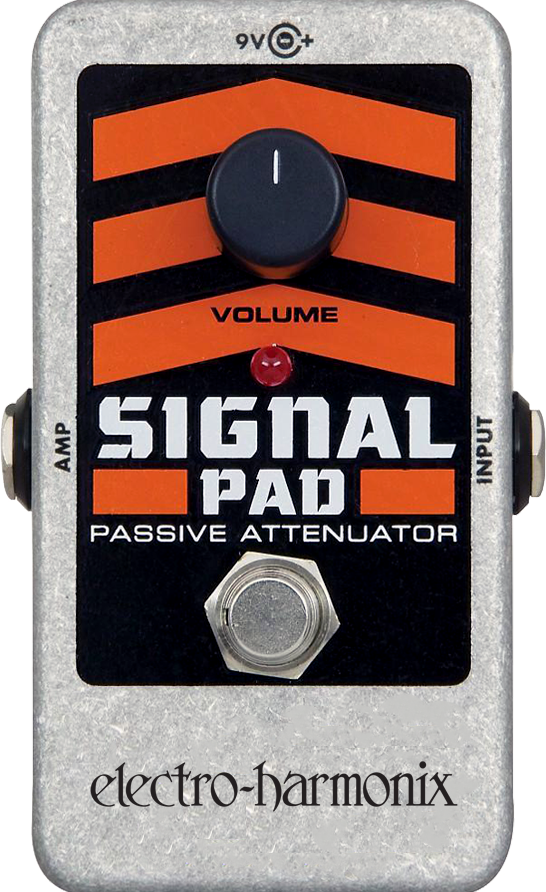 9V +
VOLUME
SIGNAL
PAD
PASSIVE ATTENUATOR
AMP
INPUT
electro-harmonix